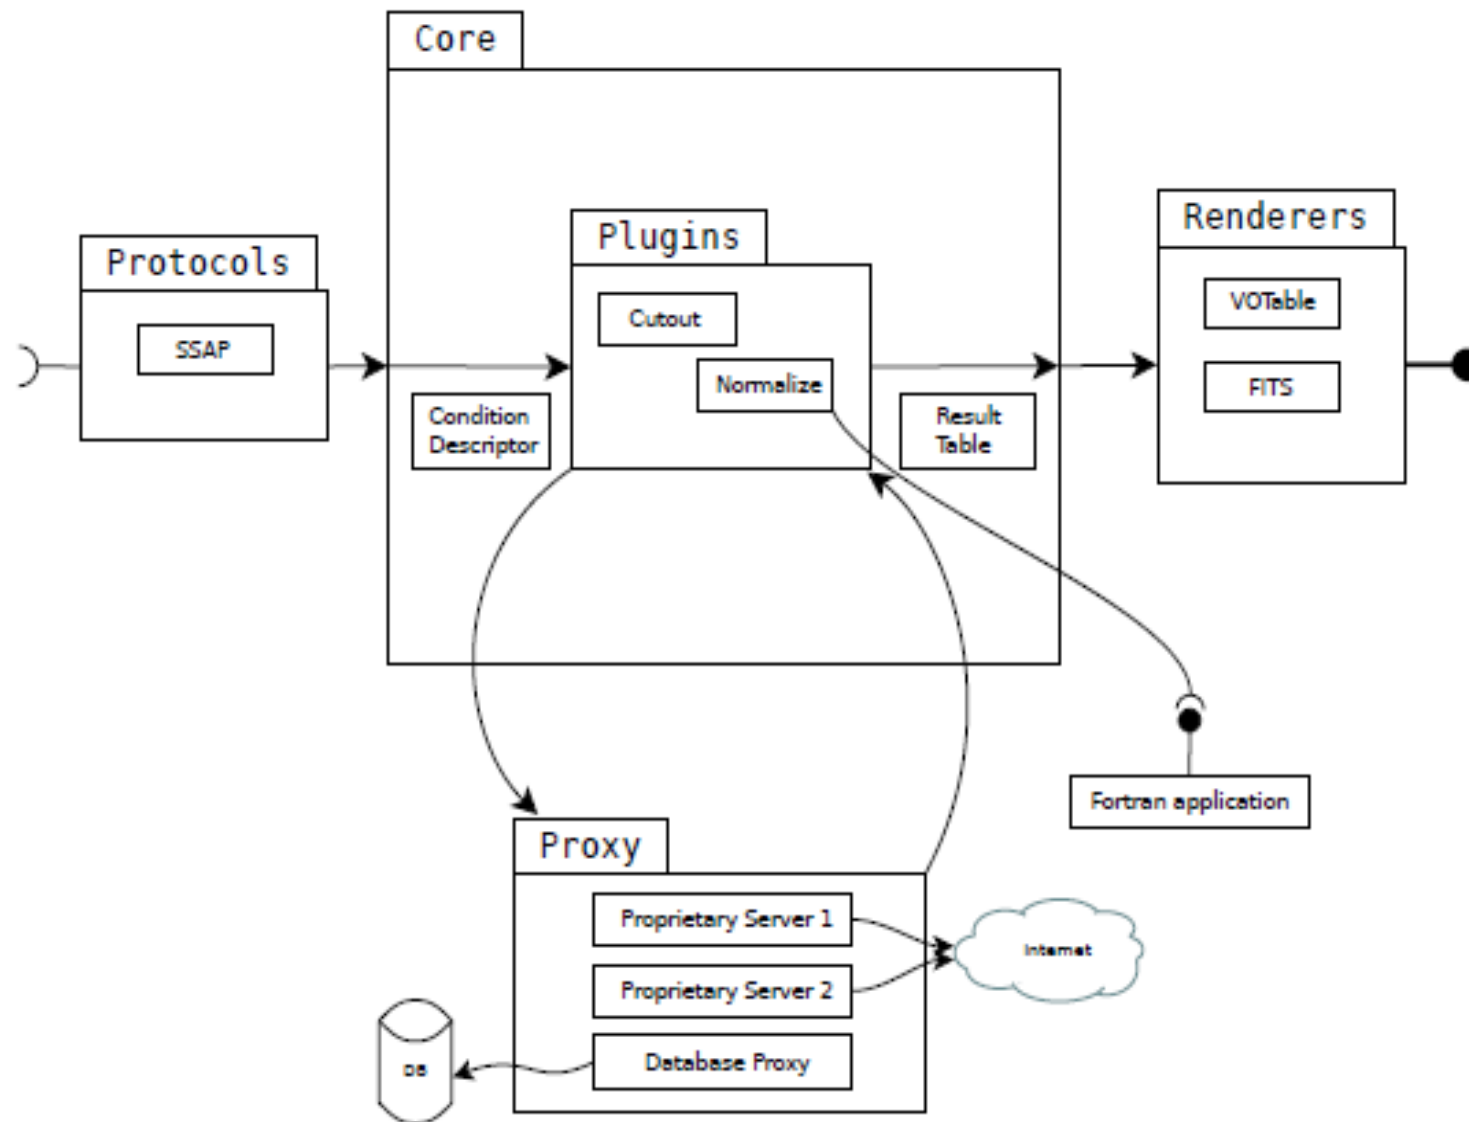 Core
Plugins
Renderers
Protocols
Cutout
VOTable
SSAP
Normalize
FITS
Condition
Descriptor
Result
Table
Fortran application
Proxy
Proprietary Server 1
Internet
Proprietary Server 2
Database Proxy
DB